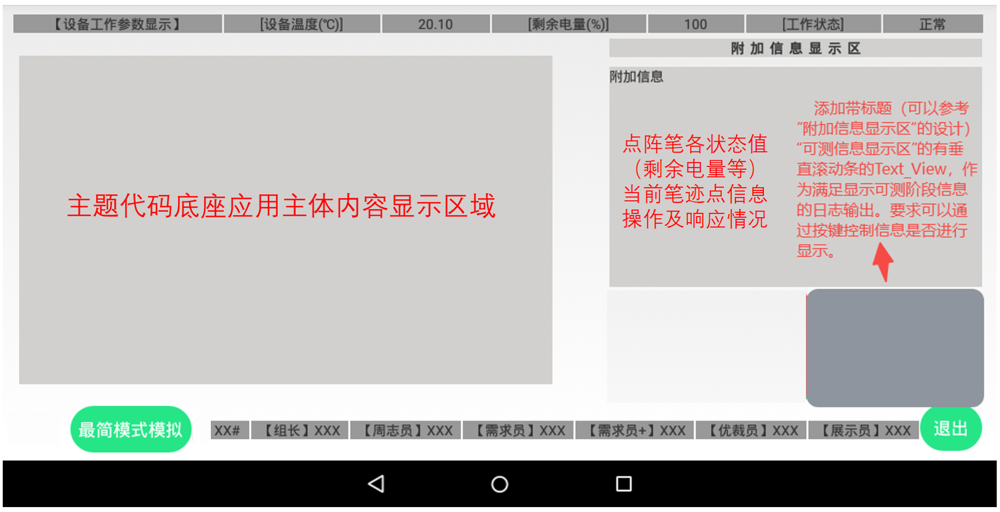 【设备工作参数显示】 [设备温度(℃)] 20.10 [剩余电量(%)] 100 [工作状态] 正常
附加信息显示区
附加信息
主题代码底座应用主体内容显示区域
点阵笔各状态值
（剩余电量等）
当前笔迹点信息
操作及响应情况
添加带标题（可以参考
”附加信息显示区“的设计）
“可测信息显示区”的有垂
直滚动条的Text_View，作
为满足显示可测阶段信息
的日志输出。要求可以通
过按键控制信息是否进行
显示。
最简模式模拟
XX# 【组长】XXX 【周志员】XXX 【需求员】XXX 【需求员+】XXX 【优裁员】XXX 【展示员】XXX
退出